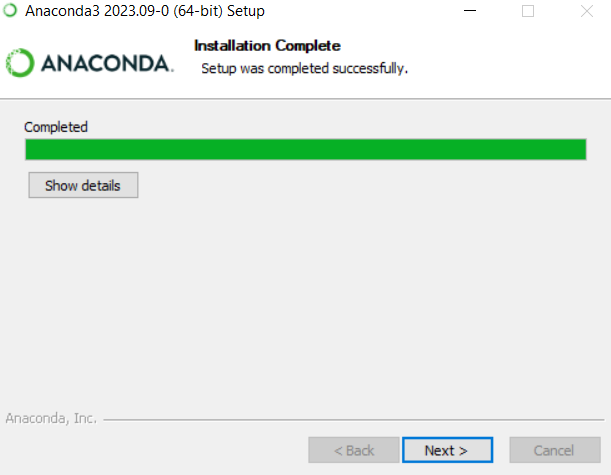 Anaconda3 2023.09-0 (64-bit) Setup
ANACONDA.
Installation Complete
Setup was completed successfully.
Completed
Show details
Anaconda, Inc.
< Back
Next >
Cancel